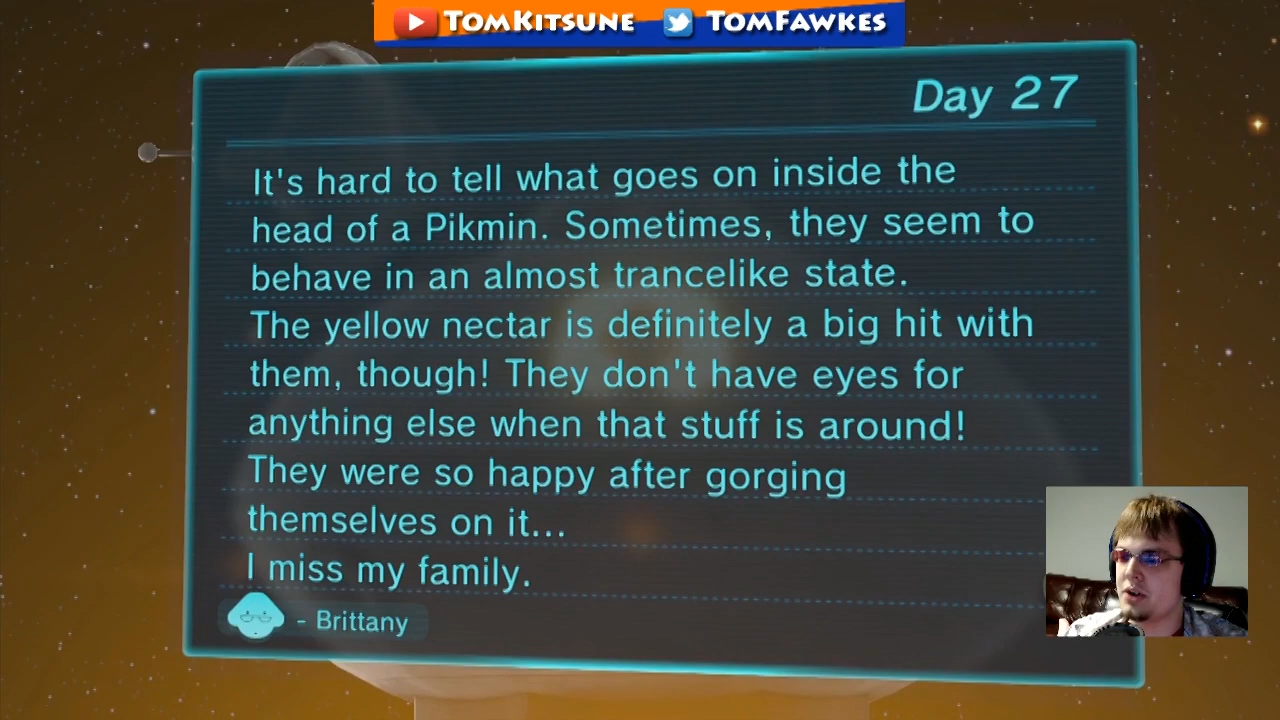 TomKitsune TomFawkes
Day 27
It's hard to tell what goes on inside the
head of a Pikmin. Sometimes, they seem to
behave in an almost trancelike state.
The yellow nectar is definitely a big hit with
them, though! They don't have eyes for
anything else when that stuff is around!
They were so happy after gorging
themselves on it...
I miss my family.
- Brittany